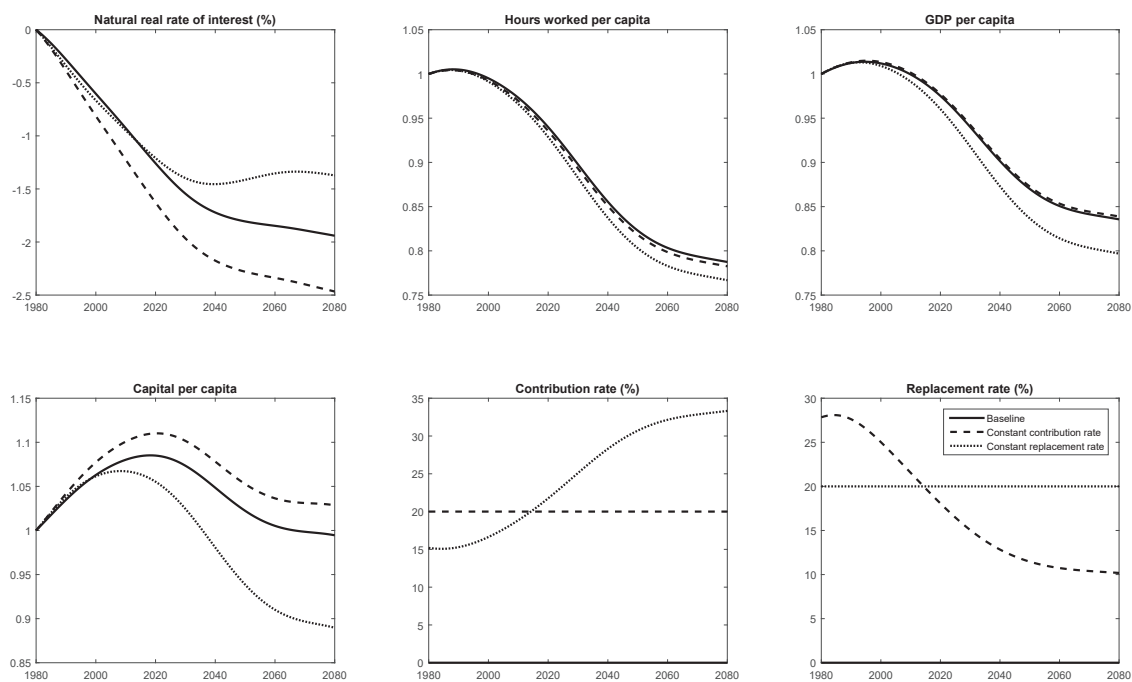 Natural real rate of interest (%)
0
-0.5
-1
-1.5
-2
-2.5
1980 2000 2020 2040 2060 2080
Hours worked per capita
1.05
1
0.95
0.9
0.85
0.8
0.75
1980 2000 2020 2040 2060 2080
GDP per capita
1.05
1
0.95
0.9
0.85
0.8
0.75
1980 2000 2020 2040 2060 2080
Capital per capita
1.15
1.1
1.05
1
0.95
0.9
0.85
1980 2000 2020 2040 2060 2080
Contribution rate (%)
35
30
25
20
15
10
5
0
1980 2000 2020 2040 2060 2080
Replacement rate (%)
30
25
20
15
10
5
0
Baseline
Constant contribution rate
Constant replacement rate
1980 2000 2020 2040 2060 2080